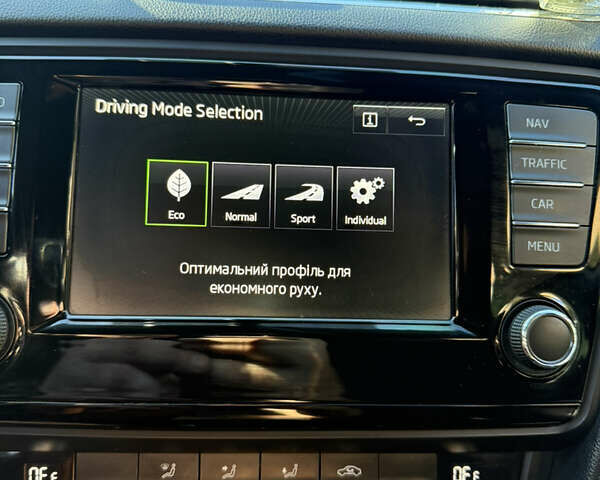 Driving Mode Selection
Eco
Normal
Sport
Individual
Оптимальний профіль для
економного руху.
NAV
TRAFFIC
CAR
MENU